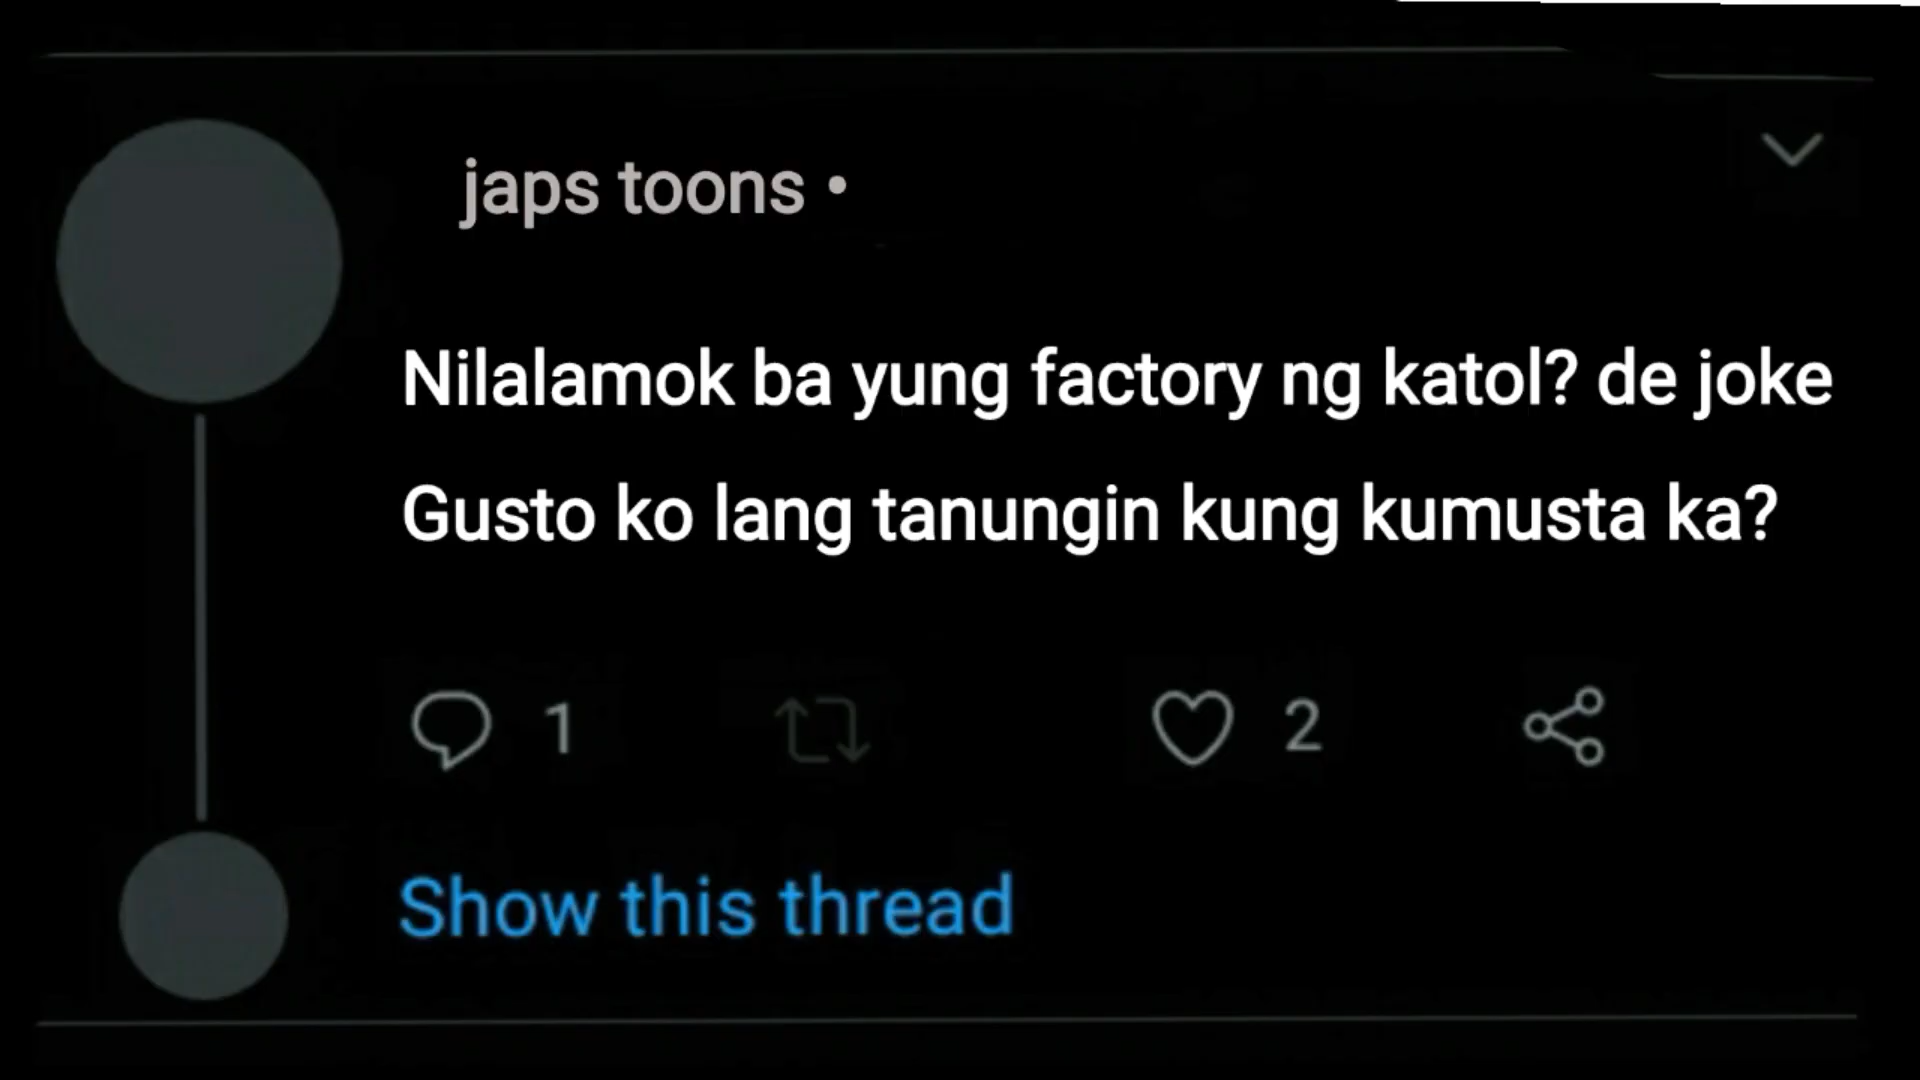 japs toons •
Nilalamok ba yung factory ng katol? de joke
Gusto ko lang tanungin kung kumusta ka?
1
2
Show this thread